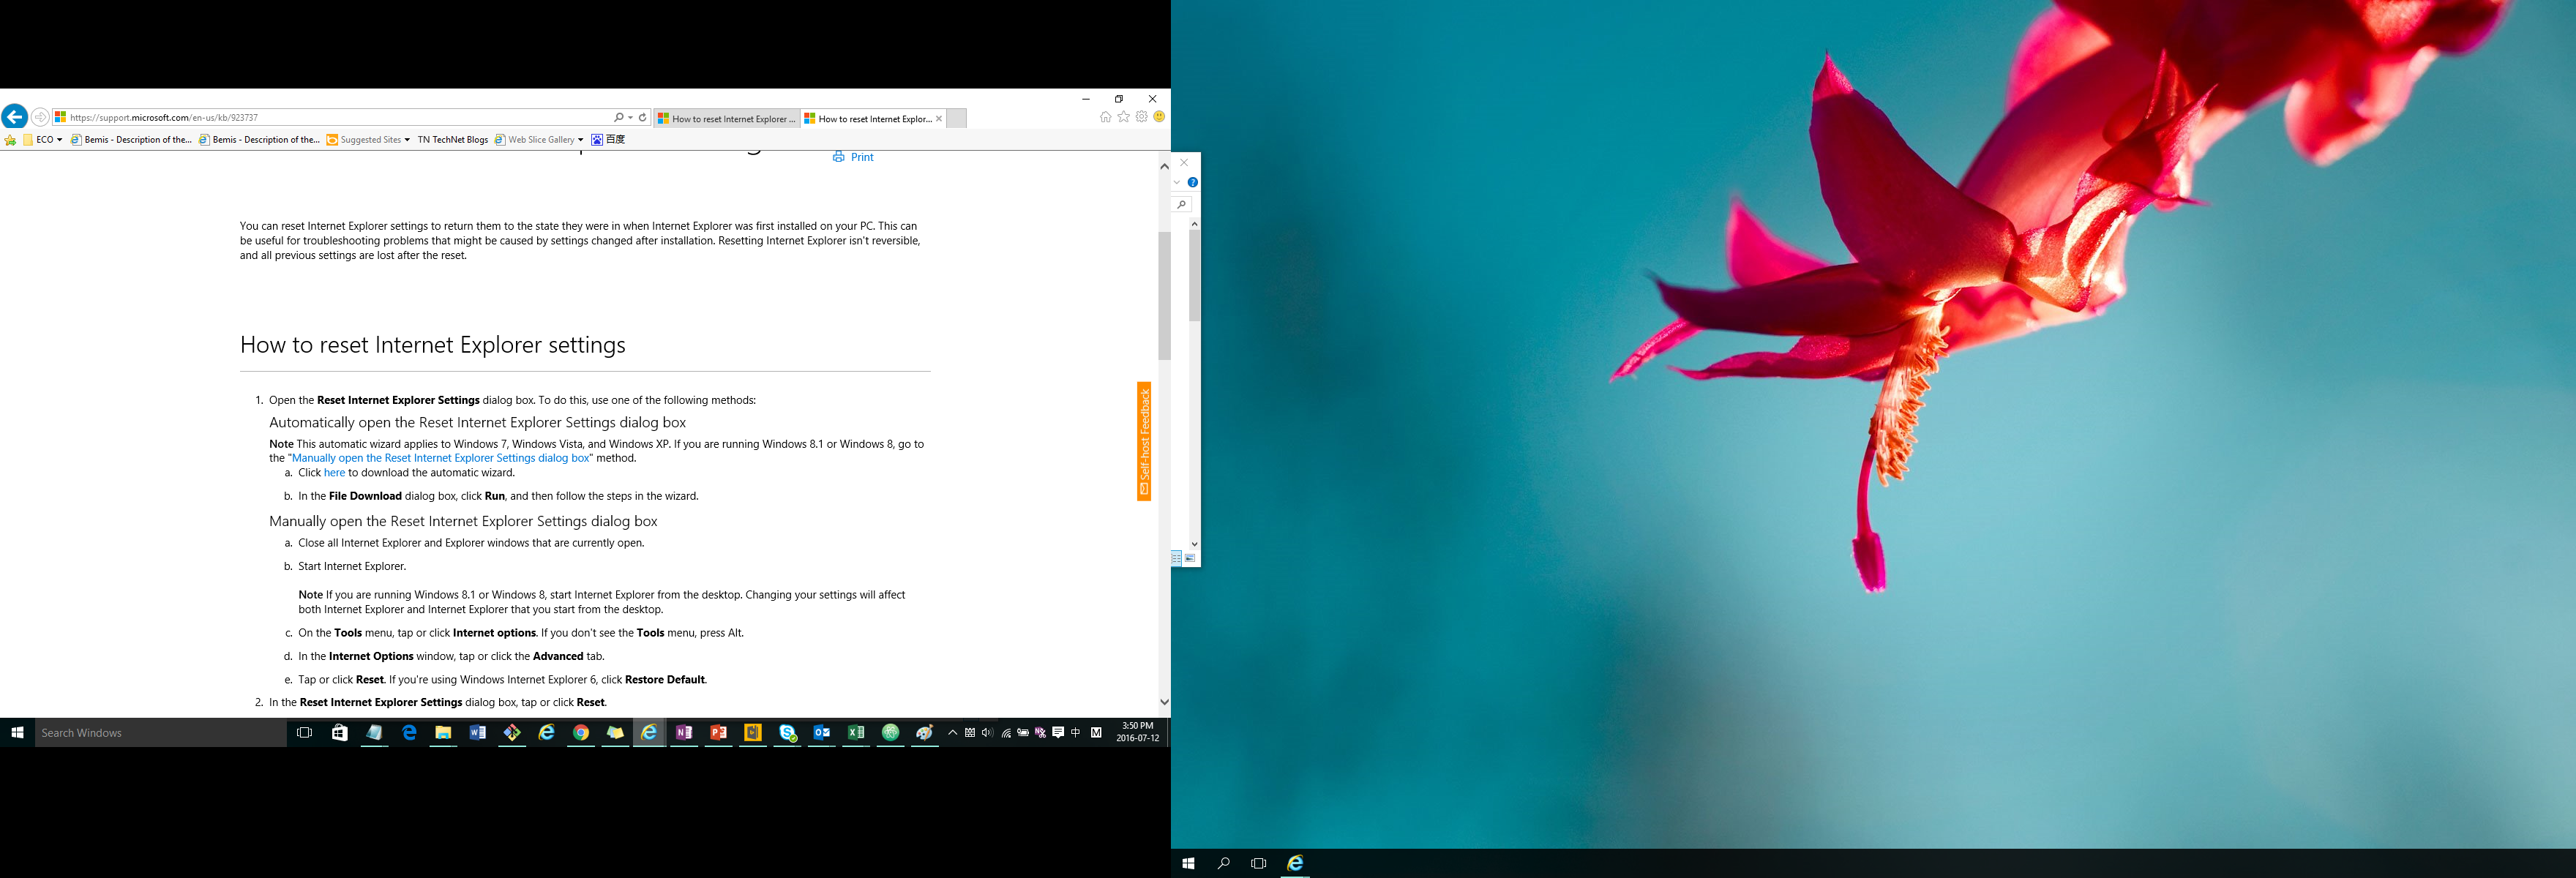 https://support.microsoft.com/en-us/kb/923737
How to reset Internet Explorer ...
How to reset Internet Explor...
ECO
Bemis - Description of the...
Bemis - Description of the...
Suggested Sites
TN TechNet Blogs
Web Slice Gallery
百度
Print
You can reset Internet Explorer settings to return them to the state they were in when Internet Explorer was first installed on your PC. This can
be useful for troubleshooting problems that might be caused by settings changed after installation. Resetting Internet Explorer isn't reversible,
and all previous settings are lost after the reset.
How to reset Internet Explorer settings
1. Open the Reset Internet Explorer Settings dialog box. To do this, use one of the following methods:
Automatically open the Reset Internet Explorer Settings dialog box
Note This automatic wizard applies to Windows 7, Windows Vista, and Windows XP. If you are running Windows 8.1 or Windows 8, go to
the "Manually open the Reset Internet Explorer Settings dialog box" method.
a. Click here to download the automatic wizard.
b. In the File Download dialog box, click Run, and then follow the steps in the wizard.
Manually open the Reset Internet Explorer Settings dialog box
a. Close all Internet Explorer and Explorer windows that are currently open.
b. Start Internet Explorer.
Note If you are running Windows 8.1 or Windows 8, start Internet Explorer from the desktop. Changing your settings will affect
both Internet Explorer and Internet Explorer that you start from the desktop.
c. On the Tools menu, tap or click Internet options. If you don't see the Tools menu, press Alt.
d. In the Internet Options window, tap or click the Advanced tab.
e. Tap or click Reset. If you're using Windows Internet Explorer 6, click Restore Default.
2. In the Reset Internet Explorer Settings dialog box, tap or click Reset.
Self-host Feedback
Search Windows
中
M
3:50 PM
2016-07-12